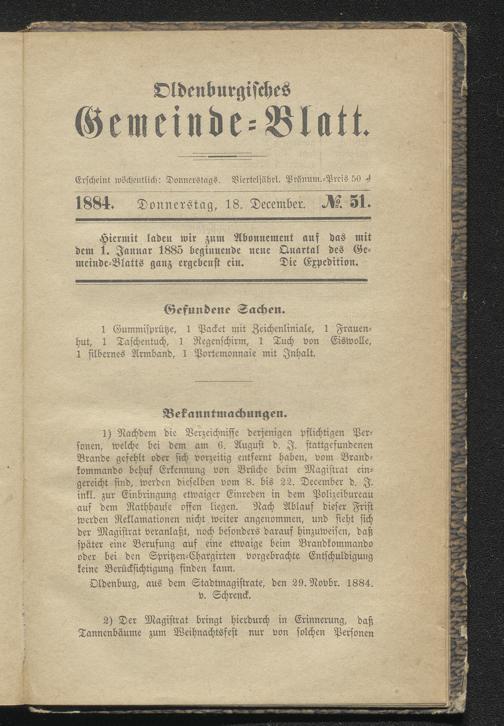 Oldenburgisches
Gemeinde=Blatt.
Erscheint wöchentlich: Donnerstags. Vierteljährl. Pränum.=Preis 50 ₰
1884. Donnerstag, 18. December. №. 51.
Hiermit laden wir zum Abonnement auf das mit
dem 1. Januar 1885 beginnende neue Quartal des Ge=
meinde=Blatts ganz ergebenst ein. Die Expedition.
Gefundene Sachen.
1 Gummisprütze, 1 Packet mit Zeichenliniale, 1 Frauen=
hut, 1 Taschentuch, 1 Regenschirm, 1 Tuch von Eiswolle,
1 silbernes Armband, 1 Portemonnaie mit Inhalt.
Bekanntmachungen.
1) Nachdem die Verzeichnisse derjenigen pflichtigen Per=
sonen, welche bei dem am 6. August d. J. stattgefundenen
Brande gefehlt oder sich vorzeitig entfernt haben, vom Brand=
kommando behuf Erkennung von Brüche beim Magistrat ein=
gereicht sind, werden dieselben vom 8. bis 22. December d. J.
inkl. zur Einbringung etwaiger Einreden in dem Polizeibureau
auf dem Rathhause offen liegen. Nach Ablauf dieser Frist
werden Reklamationen nicht weiter angenommen, und sieht sich
der Magistrat veranlaßt, noch besonders darauf hinzuweisen, daß
später eine Berufung auf eine etwaige beim Brandkommando
oder bei den Spritzen=Chargirten vorgebrachte Entschuldigung
keine Berücksichtigung finden kann.
Oldenburg, aus dem Stadtmagistrate, den 29. Novbr. 1884.
v. Schrenck.
2) Der Magistrat bringt hierdurch in Erinnerung, daß
Tannenbäume zum Weihnachtsfest nur von solchen Personen